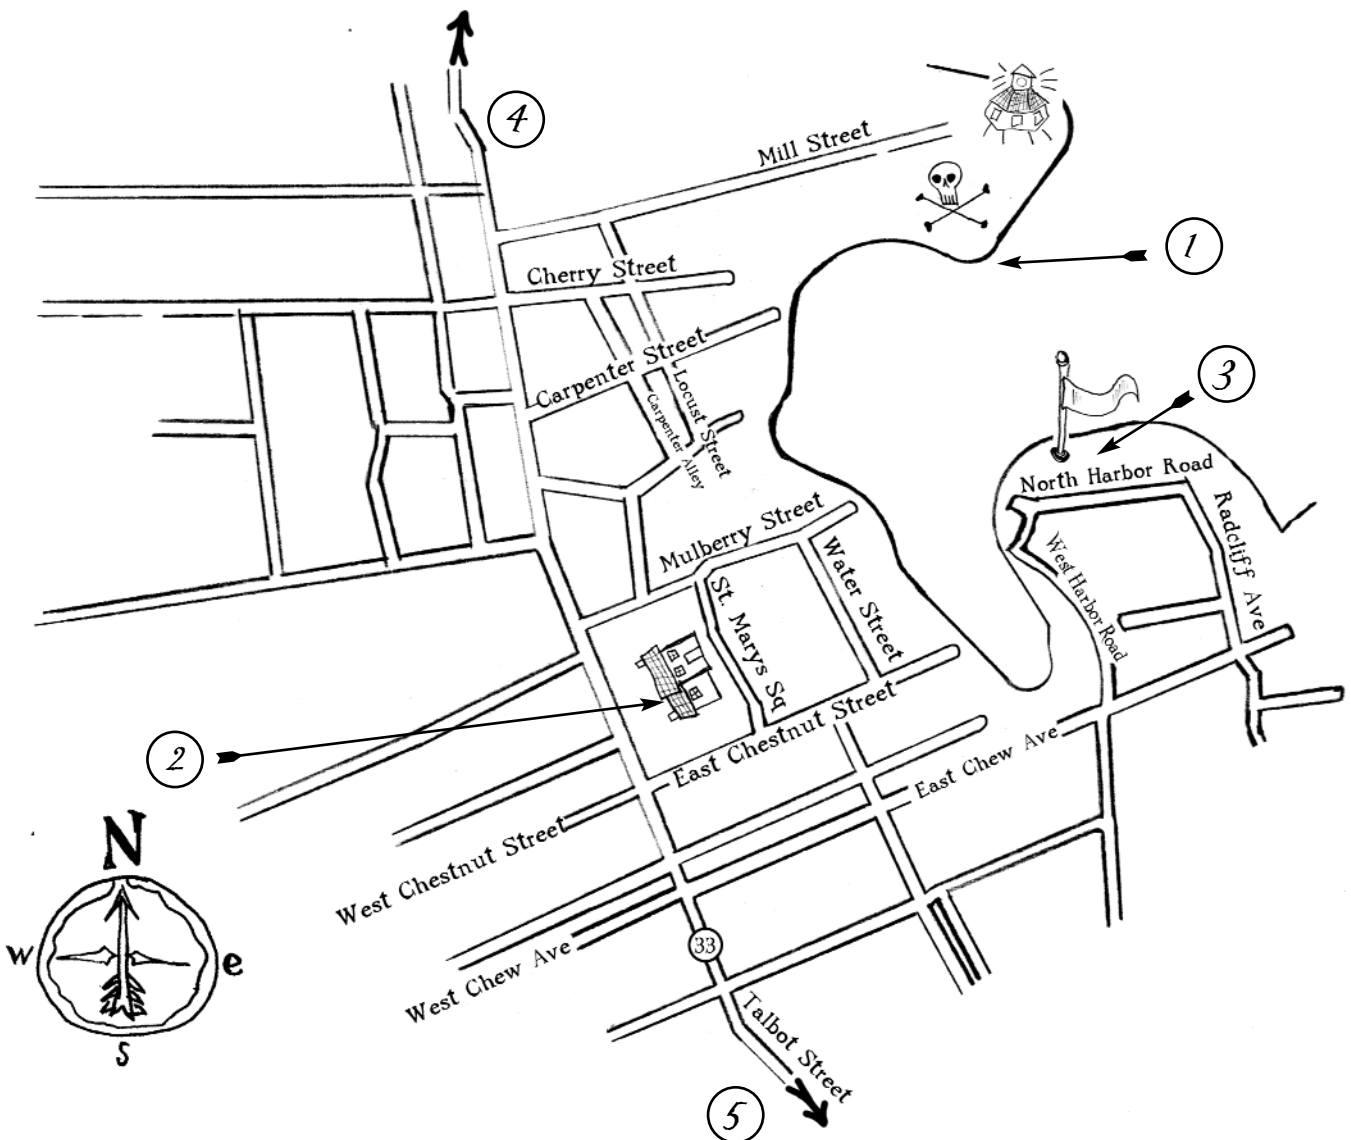 4
Mill Street
1
Cherry Street
3
Carpenter Street
Locust Street
Carpenter Alley
North Harbor Road
Radcliff Ave
Mulberry Street
Water Street
West Harbor Road
St. Marys Sq
2
East Chestnut Street
East Chew Ave
West Chestnut Street
N
w
e
s
West Chew Ave
33
Talbot Street
5